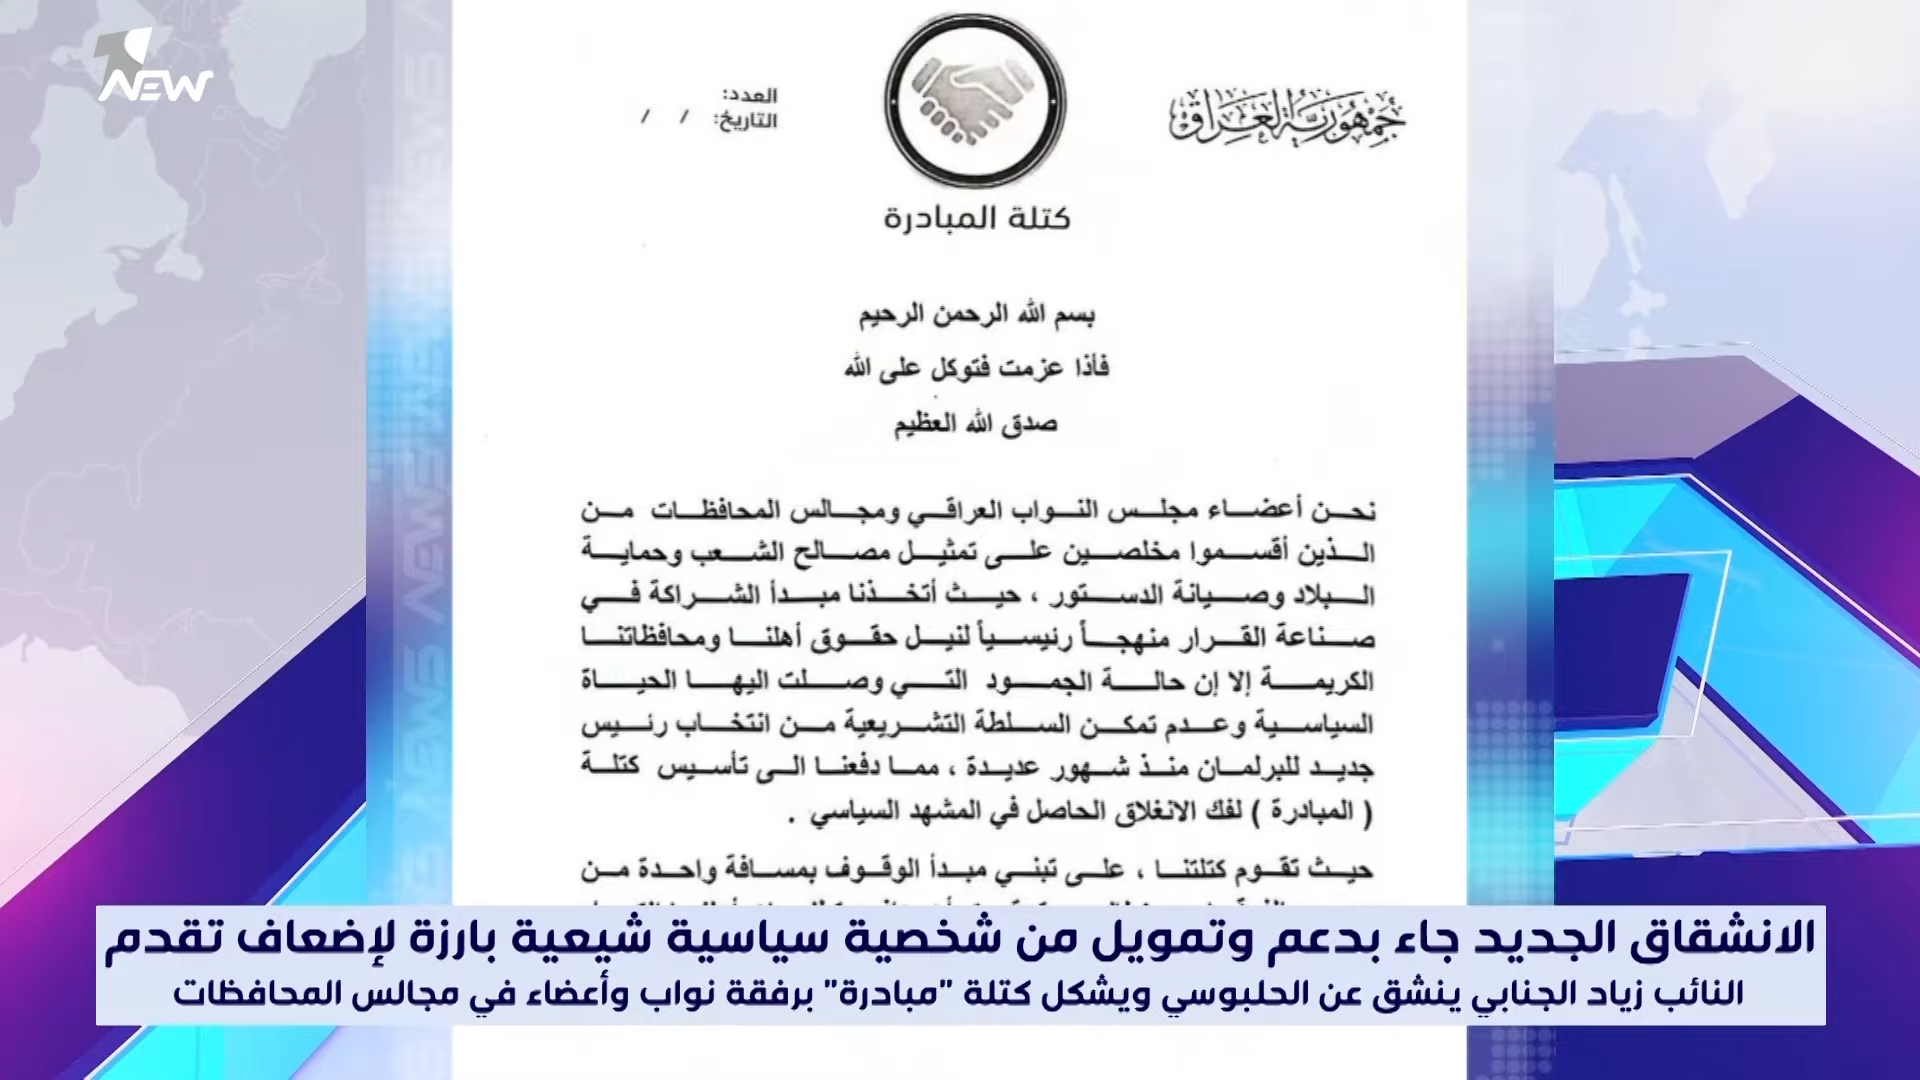 NEW
جمهورية العراق
العدد:
التاريخ: / /
كتلة المبادرة
بسم الله الرحمن الرحيم
فأذا عزمت فتوكل على الله
صدق الله العظيم
نحن أعضاء مجلس النواب العراقي ومجالس المحافظات من
الذين أقسموا مخلصين على تمثيل مصالح الشعب وحماية
البلاد وصيانة الدستور ، حيث أتخذنا مبدأ الشراكة في
صناعة القرار منهجاً رئيسياً لنيل حقوق أهلنا ومحافظاتنا
الكريمة إلا إن حالة الجمود التي وصلت اليها الحياة
السياسية وعدم تمكن السلطة التشريعية من انتخاب رئيس
جديد للبرلمان منذ شهور عديدة ، مما دفعنا الى تأسيس كتلة
( المبادرة ) لفك الانغلاق الحاصل في المشهد السياسي .
حيث تقوم كتلتنا ، على تبني مبدأ الوقوف بمسافة واحدة من
الانشقاق الجديد جاء بدعم وتمويل من شخصية سياسية شيعية بارزة لإضعاف تقدم
النائب زياد الجنابي ينشق عن الحلبوسي ويشكل كتلة "مبادرة" برفقة نواب وأعضاء في مجالس المحافظات